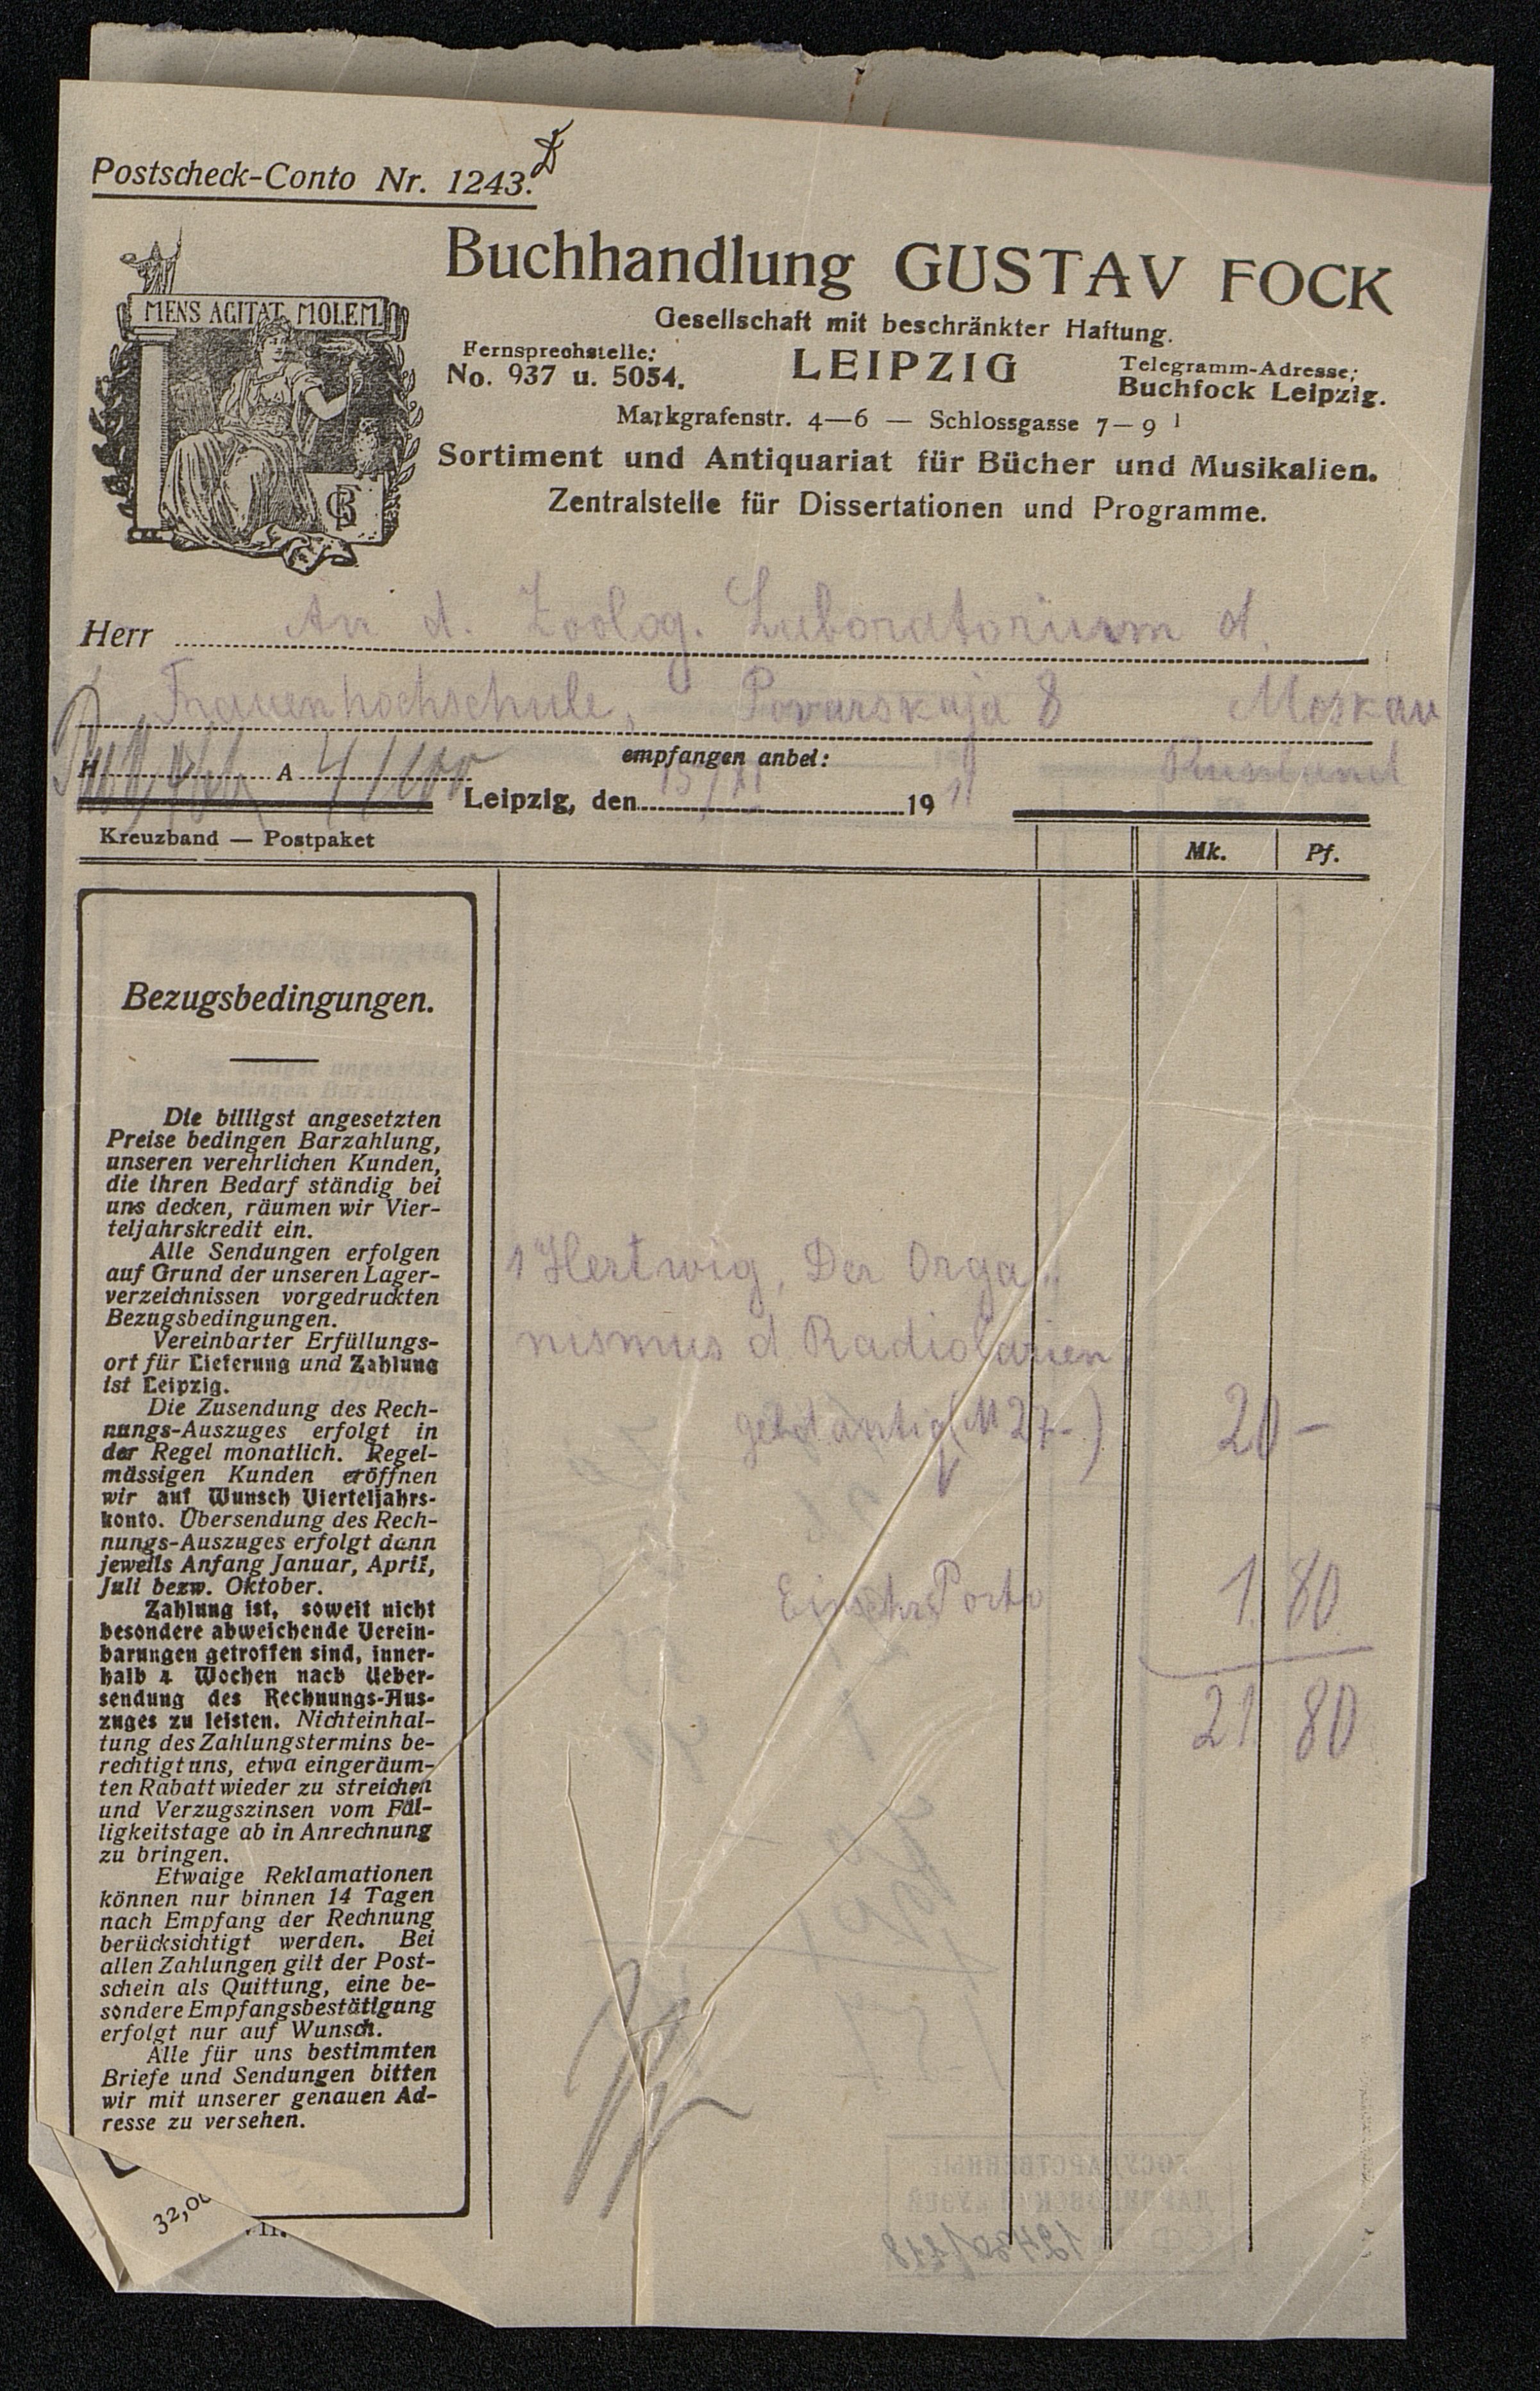 Postscheck-Conto Nr. 1243.
MENS AGITAT MOLEM
Buchhandlung GUSTAV FOCK
Gesellschaft mit beschränkter Haftung.
Fernsprechstelle:
No. 937 u. 5054.
LEIPZIG
Telegramm-Adresse:
Buchfock Leipzig.
Markgrafenstr. 4—6 — Schlossgasse 7—9 I
Sortiment und Antiquariat für Bücher und Musikalien.
Zentralstelle für Dissertationen und Programme.
Herr An d. Zoolog. Laboratorium d.
Frauenhochschule, Povarskaja 8 Moskau
empfangen anbei: Russland
H A
Leipzig, den 15/ 19 11
Kreuzband — Postpaket
Mk. Pf.
Bezugsbedingungen.
Die billigst angesetzten
Preise bedingen Barzahlung,
unseren verehrlichen Kunden,
die ihren Bedarf ständig bei
uns decken, räumen wir Vier-
teljahrskredit ein.
Alle Sendungen erfolgen
auf Grund der unseren Lager-
verzeichnissen vorgedruckten
Bezugsbedingungen.
Vereinbarter Erfüllungs-
ort für Lieferung und Zahlung
ist Leipzig.
Die Zusendung des Rech-
nungs-Auszuges erfolgt in
der Regel monatlich. Regel-
mässigen Kunden eröffnen
wir auf Wunsch Vierteljahrs-
konto. Übersendung des Rech-
nungs-Auszuges erfolgt dann
jeweils Anfang Januar, April,
Juli bezw. Oktober.
Zahlung ist, soweit nicht
besondere abweichende Verein-
barungen getroffen sind, inner-
halb 4 Wochen nach Ueber-
sendung des Rechnungs-Aus-
zuges zu leisten. Nichteinhal-
tung des Zahlungstermins be-
rechtigt uns, etwa eingeräum-
ten Rabatt wieder zu streichen
und Verzugszinsen vom Fäl-
ligkeitstage ab in Anrechnung
zu bringen.
Etwaige Reklamationen
können nur binnen 14 Tagen
nach Empfang der Rechnung
berücksichtigt werden. Bei
allen Zahlungen gilt der Post-
schein als Quittung, eine be-
sondere Empfangsbestätigung
erfolgt nur auf Wunsch.
Alle für uns bestimmten
Briefe und Sendungen bitten
wir mit unserer genauen Ad-
resse zu versehen.
1 Hertwig, Der Orga-
nismus d Radiolarien
gebd antiq (M 27-) 20 -
Einschr Porto 1. 80
21. 80